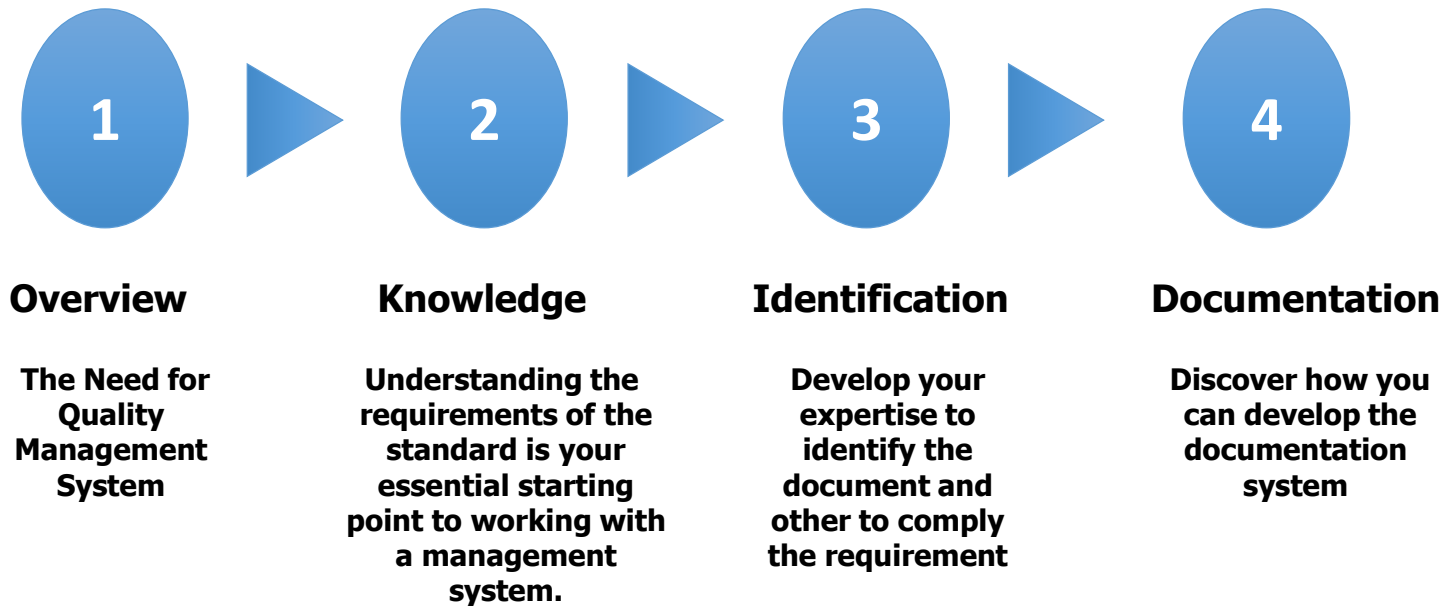 1
2
3
4
Overview
The Need for
Quality
Management
System
Knowledge
Understanding the
requirements of the
standard is your
essential starting
point to working with
a management
system.
Identification
Develop your
expertise to
identify the
document and
other to comply
the requirement
Documentation
Discover how you
can develop the
documentation
system